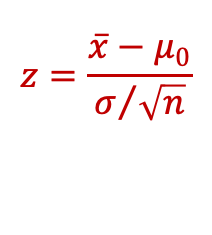 z = (x̄ − μ₀) / (σ/√n)